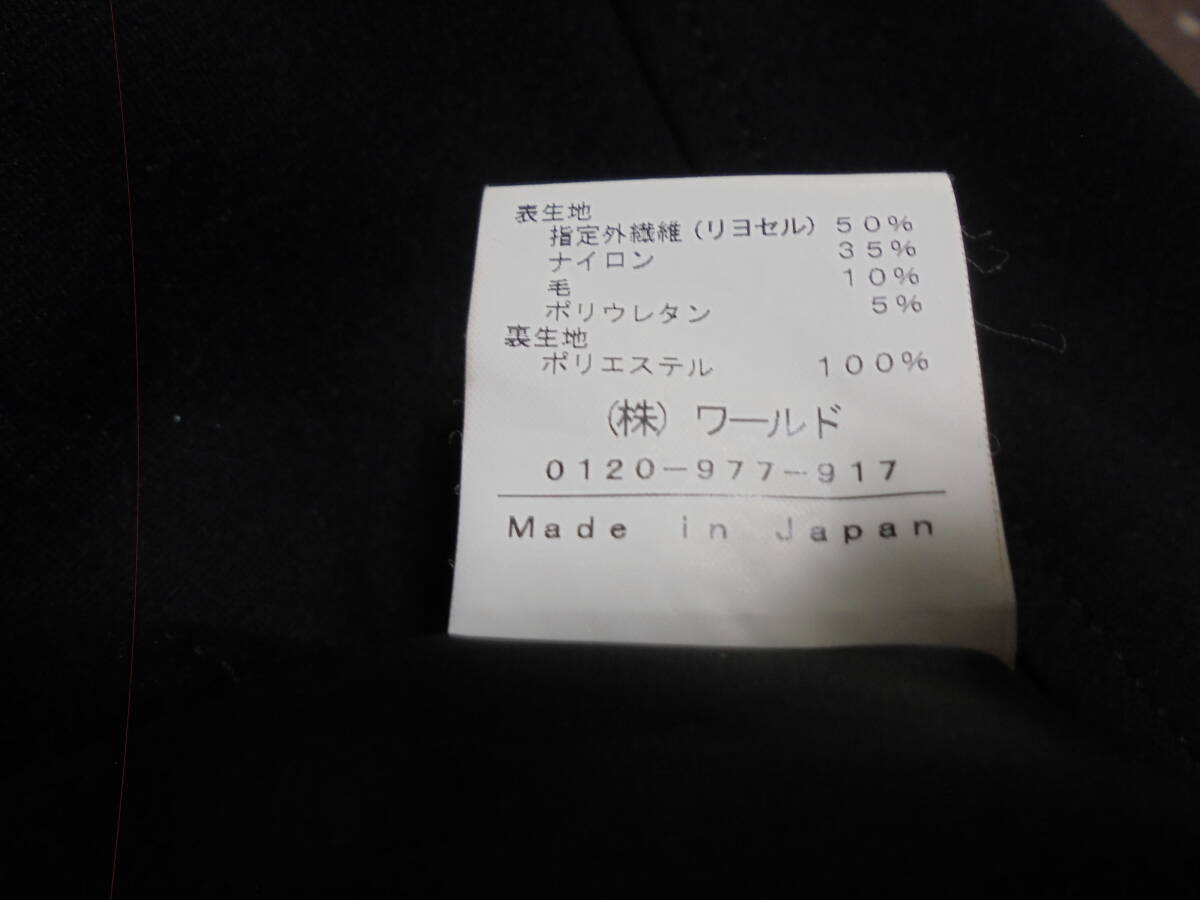 表生地
指定外繊維(リヨセル) 50%
ナイロン 35%
毛 10%
ポリウレタン 5%
裏生地
ポリエステル 100%
(株)ワールド
0120-977-917
Made in Japan